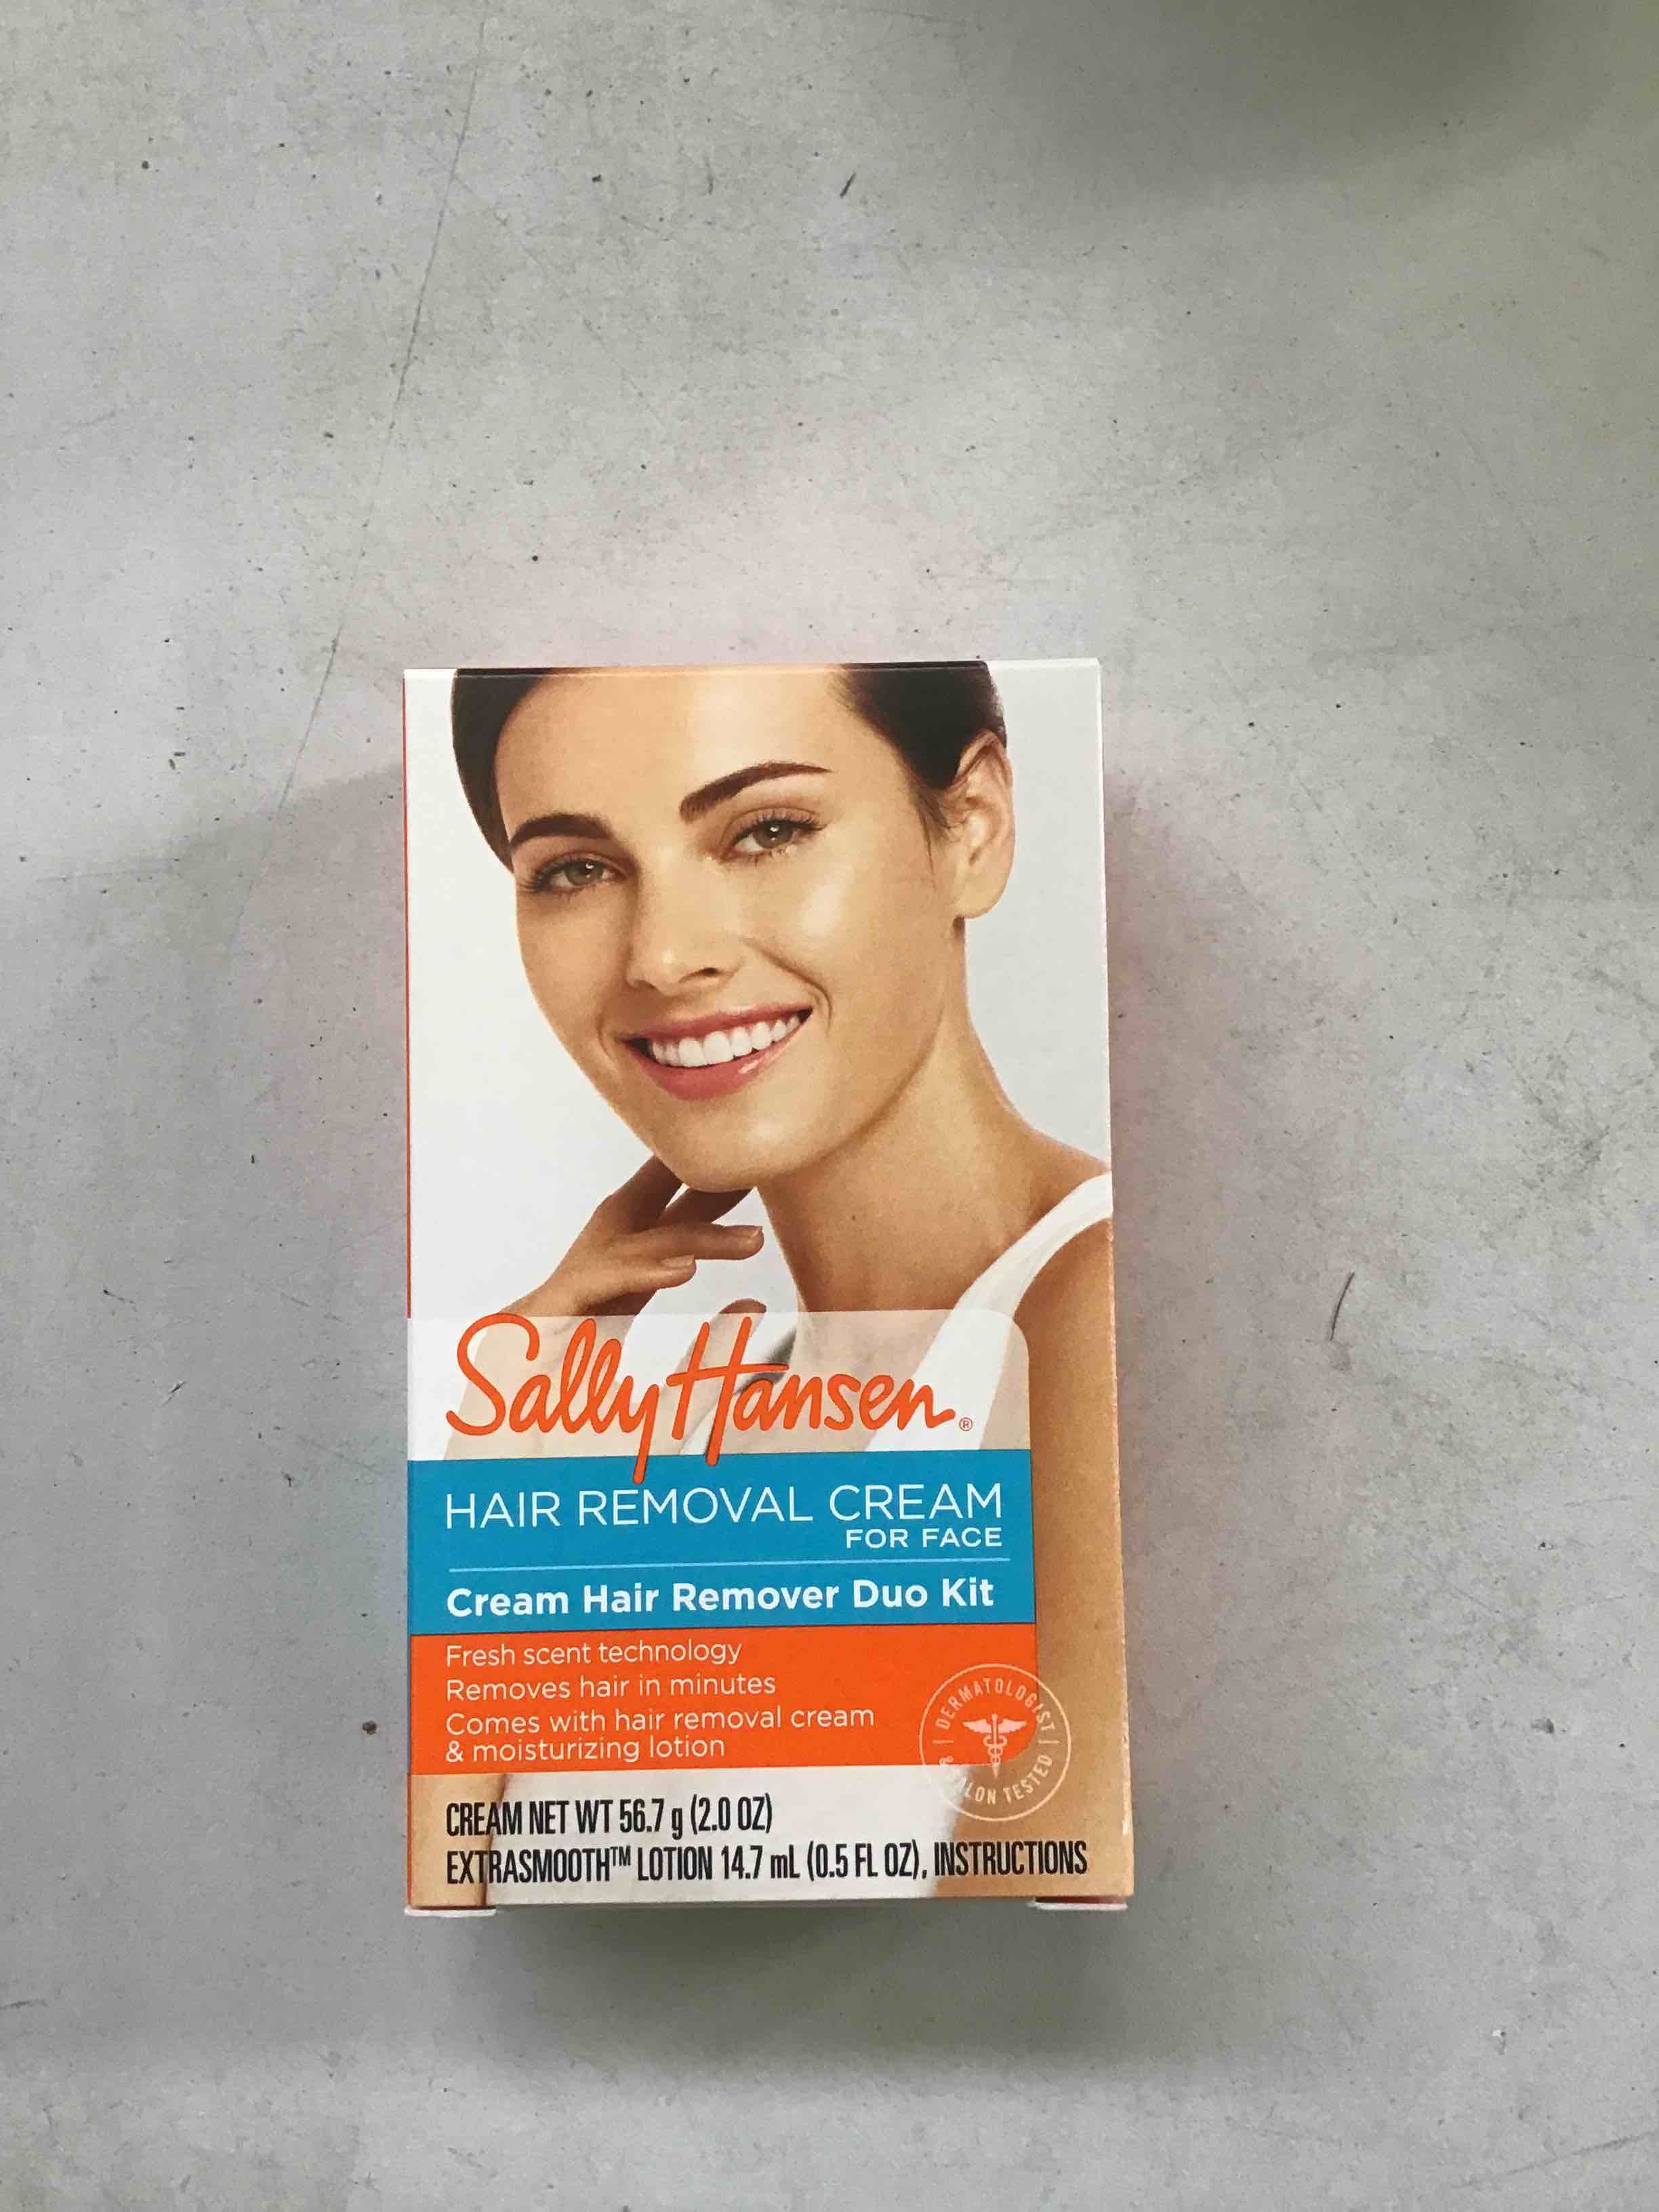 Sally Hansen®
HAIR REMOVAL CREAM
FOR FACE
Cream Hair Remover Duo Kit
Fresh scent technology
Removes hair in minutes
Comes with hair removal cream
& moisturizing lotion
DERMATOLOGIST
& SALON TESTED
CREAM NET WT 56.7 g (2.0 OZ)
EXTRASMOOTH™ LOTION 14.7 mL (0.5 FL OZ), INSTRUCTIONS